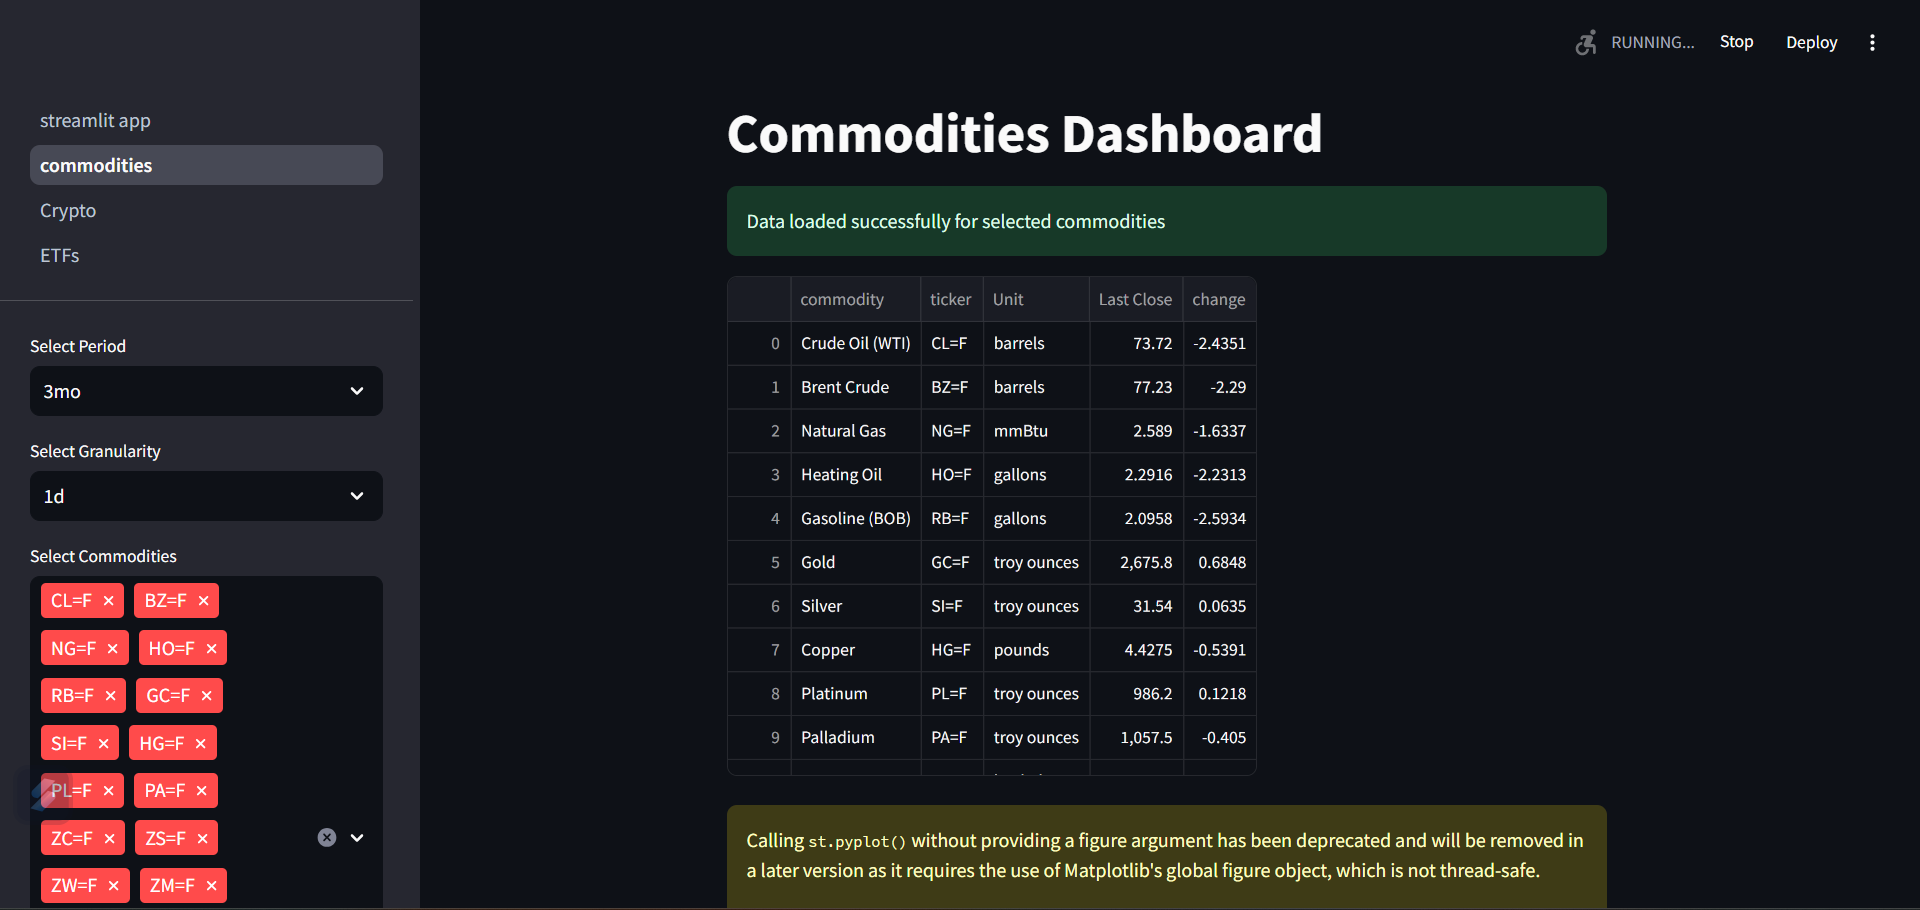 RUNNING...
Stop
Deploy
streamlit app
commodities
Crypto
ETFs
Select Period
3mo
Select Granularity
1d
Select Commodities
CL=F BZ=F
NG=F HO=F
RB=F GC=F
SI=F HG=F
PL=F PA=F
ZC=F ZS=F
ZW=F ZM=F
Commodities Dashboard
Data loaded successfully for selected commodities
commodity ticker Unit Last Close change
0 Crude Oil (WTI) CL=F barrels 73.72 -2.4351
1 Brent Crude BZ=F barrels 77.23 -2.29
2 Natural Gas NG=F mmBtu 2.589 -1.6337
3 Heating Oil HO=F gallons 2.2916 -2.2313
4 Gasoline (BOB) RB=F gallons 2.0958 -2.5934
5 Gold GC=F troy ounces 2,675.8 0.6848
6 Silver SI=F troy ounces 31.54 0.0635
7 Copper HG=F pounds 4.4275 -0.5391
8 Platinum PL=F troy ounces 986.2 0.1218
9 Palladium PA=F troy ounces 1,057.5 -0.405
Calling st.pyplot() without providing a figure argument has been deprecated and will be removed in
a later version as it requires the use of Matplotlib's global figure object, which is not thread-safe.